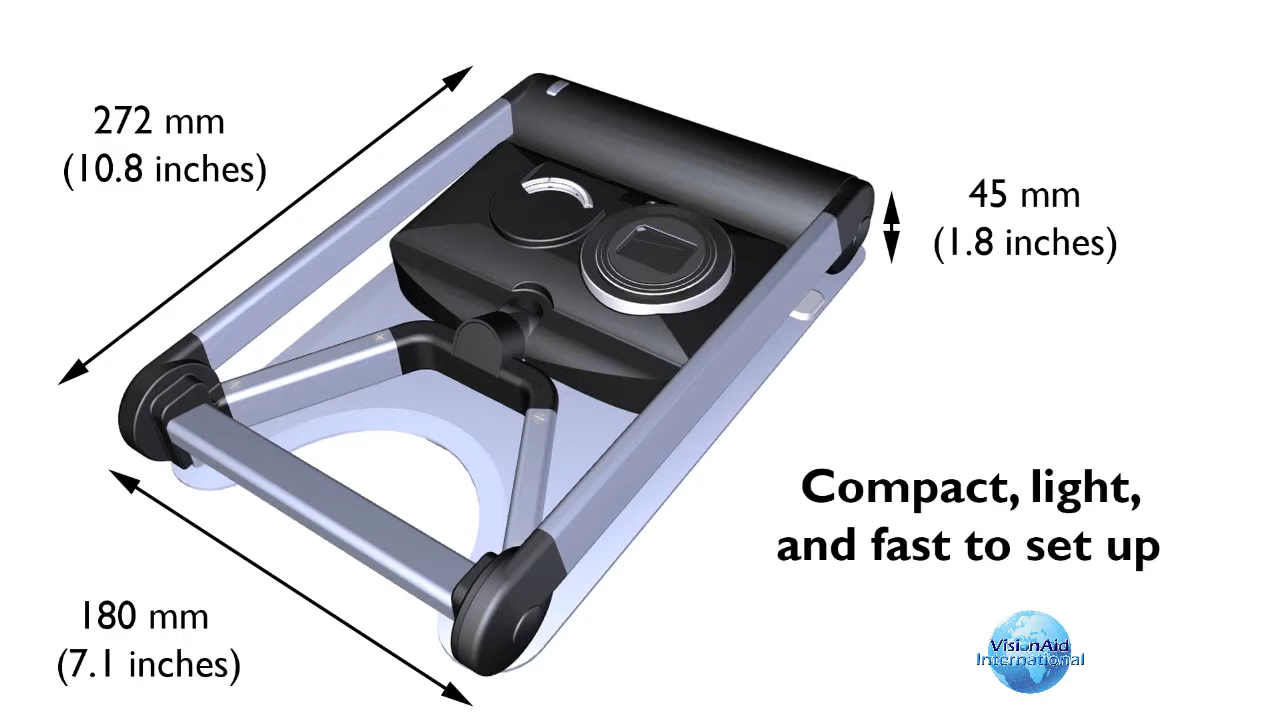 272 mm
(10.8 inches)
45 mm
(1.8 inches)
Compact, light,
and fast to set up
180 mm
(7.1 inches)
VisionAid
International